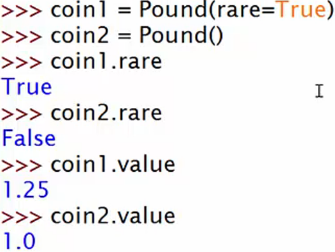 >>> coin1 = Pound(rare=True)
>>> coin2 = Pound()
>>> coin1.rare
True
>>> coin2.rare
False
>>> coin1.value
1.25
>>> coin2.value
1.0